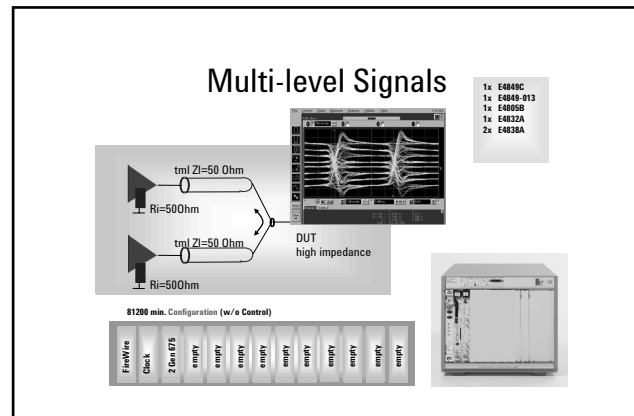 Multi-level Signals
1x E4849C
1x E4849-013
1x E4805B
1x E4832A
2x E4838A
tml ZI=50 Ohm
Ri=50Ohm
tml ZI=50 Ohm
Ri=50Ohm
DUT
high impedance
81200 min. Configuration (w/o Control)
FireWire
Clock
2 Gen 675
empty
empty
empty
empty
empty
empty
empty
empty
empty